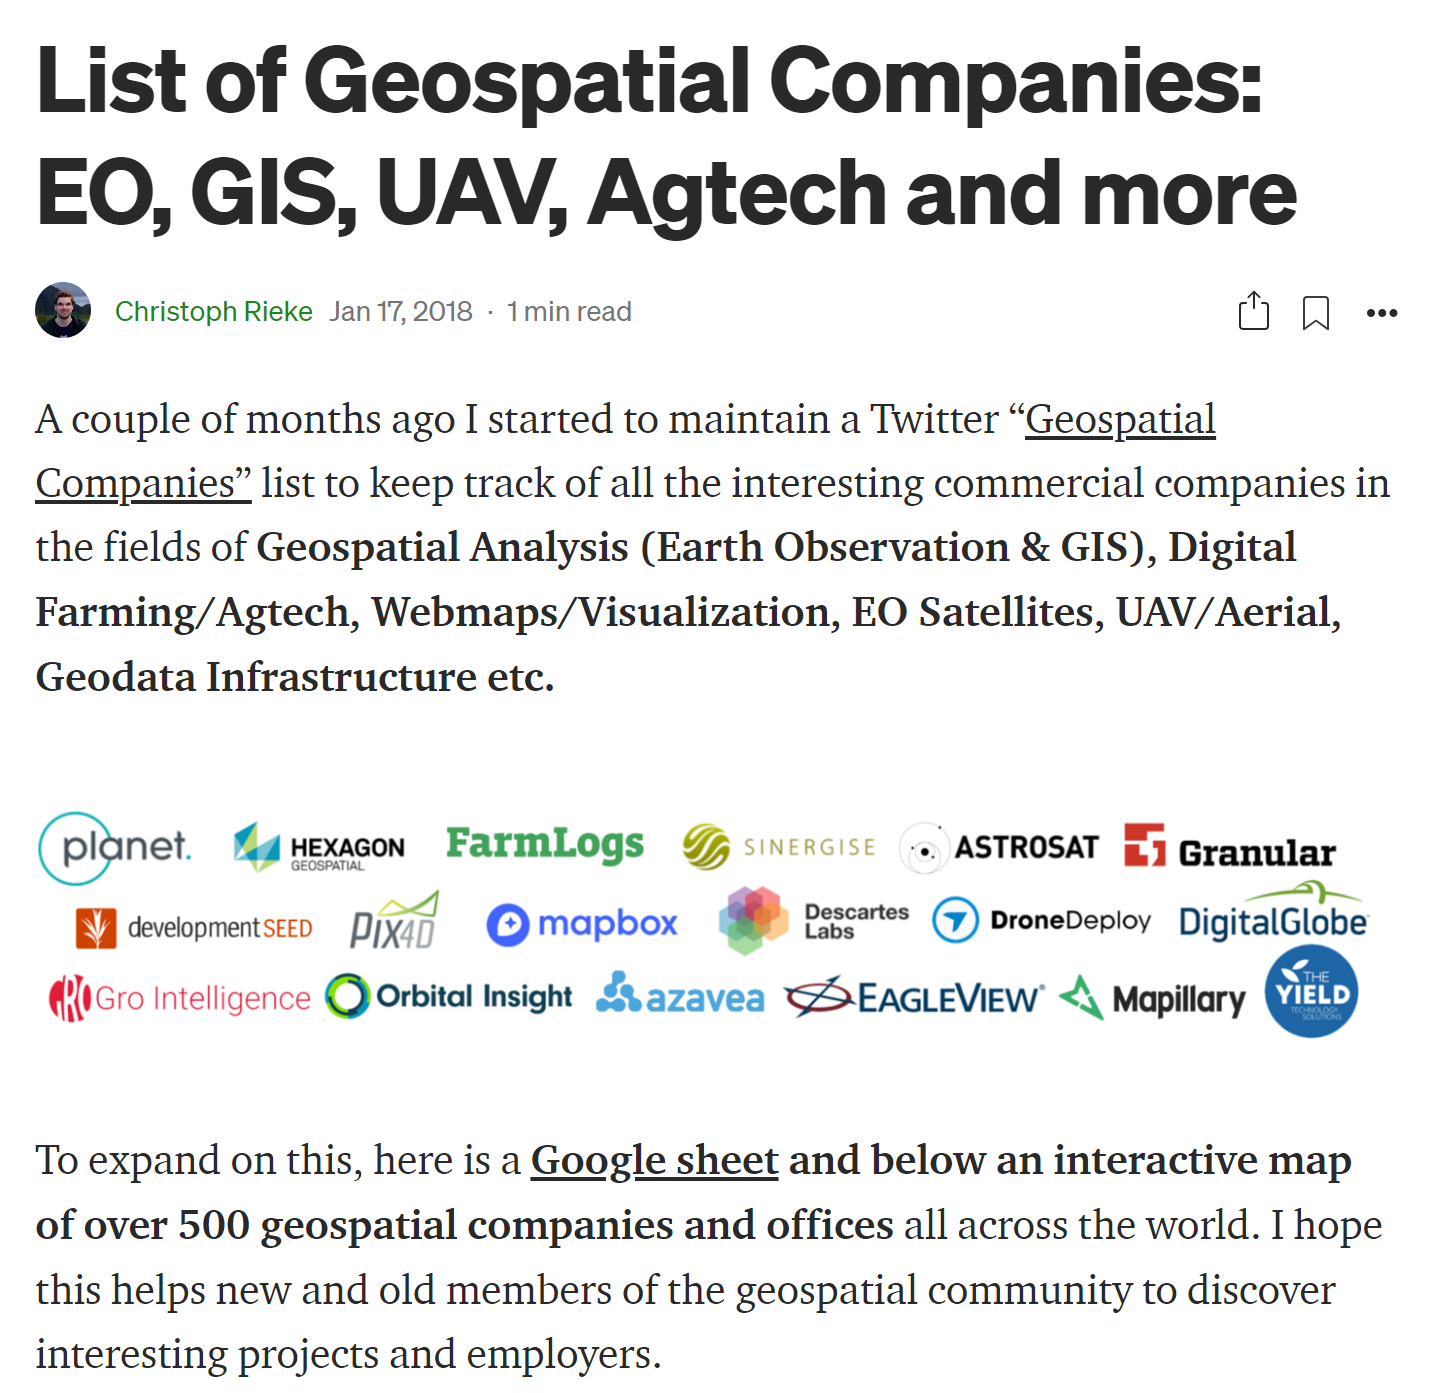 List of Geospatial Companies:
EO, GIS, UAV, Agtech and more
Christoph Rieke Jan 17, 2018 · 1 min read
A couple of months ago I started to maintain a Twitter “Geospatial
Companies” list to keep track of all the interesting commercial companies in
the fields of Geospatial Analysis (Earth Observation & GIS), Digital
Farming/Agtech, Webmaps/Visualization, EO Satellites, UAV/Aerial,
Geodata Infrastructure etc.
planet.
HEXAGON
GEOSPATIAL
FarmLogs
SINERGISE
ASTROSAT
Granular
developmentSEED
PIX4D
mapbox
Descartes
Labs
DroneDeploy
DigitalGlobe
GRO Gro Intelligence
Orbital Insight
azavea
EAGLEVIEW®
Mapillary
THE
YIELD
TECHNOLOGY
SOLUTIONS
To expand on this, here is a Google sheet and below an interactive map
of over 500 geospatial companies and offices all across the world. I hope
this helps new and old members of the geospatial community to discover
interesting projects and employers.